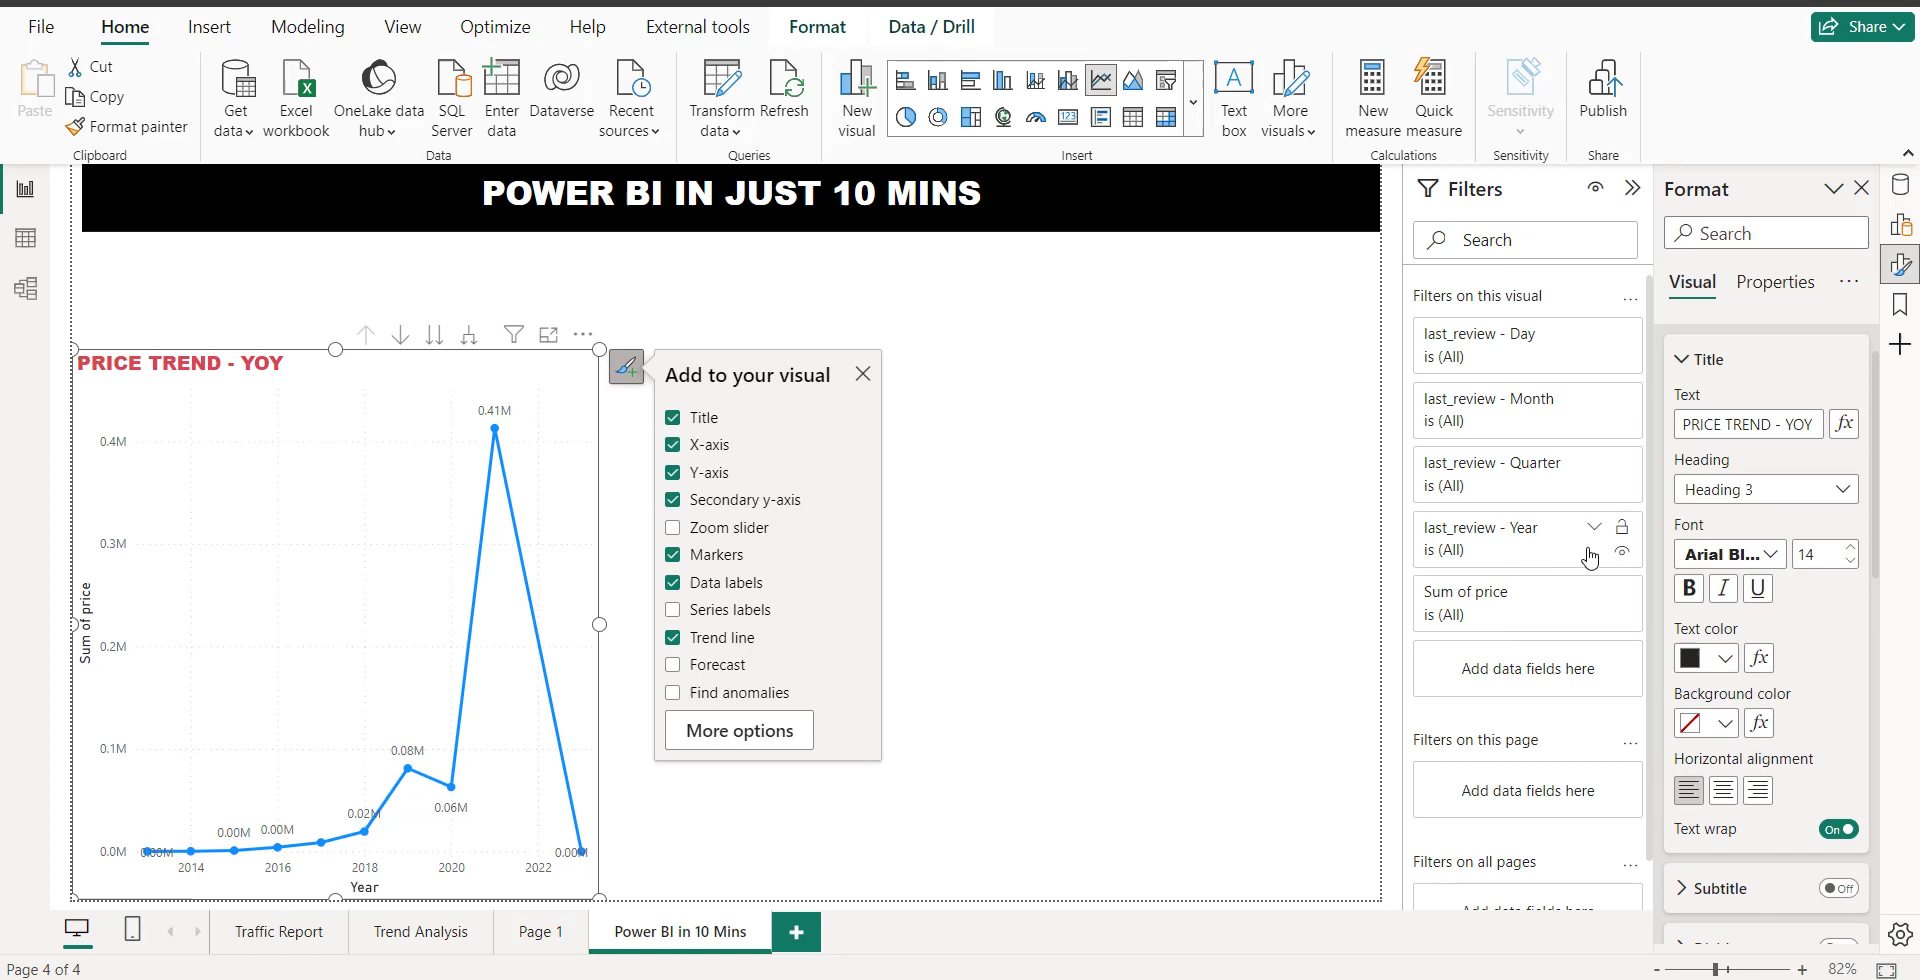 File Home Insert Modeling View Optimize Help External tools Format Data / Drill Share
Paste
Cut
Copy
Format painter
Clipboard
Get data
Excel workbook
OneLake data hub
SQL Server
Enter data
Dataverse
Recent sources
Data
Transform data
Refresh
Queries
New visual
123
A
Text box
More visuals
Insert
New measure
Quick measure
Calculations
Sensitivity
Sensitivity
Publish
Share
POWER BI IN JUST 10 MINS
PRICE TREND - YOY
0.4M
0.3M
0.2M
0.1M
0.0M
Sum of price
0.00M
0.00M
0.00M
0.02M
0.08M
0.06M
0.41M
0.00M
2014 2016 2018 2020 2022
Year
Add to your visual
Title
X-axis
Y-axis
Secondary y-axis
Zoom slider
Markers
Data labels
Series labels
Trend line
Forecast
Find anomalies
More options
Filters
Search
Filters on this visual ...
last_review - Day
is (All)
last_review - Month
is (All)
last_review - Quarter
is (All)
last_review - Year
is (All)
Sum of price
is (All)
Add data fields here
Filters on this page ...
Add data fields here
Filters on all pages ...
Add data fields here
Format
Search
Visual Properties ...
Title
Text
PRICE TREND - YOY fx
Heading
Heading 3
Font
Arial Bl... 14
B I U
Text color
fx
Background color
fx
Horizontal alignment
Text wrap On
Subtitle Off
Traffic Report Trend Analysis Page 1 Power BI in 10 Mins +
Page 4 of 4
- + 82%